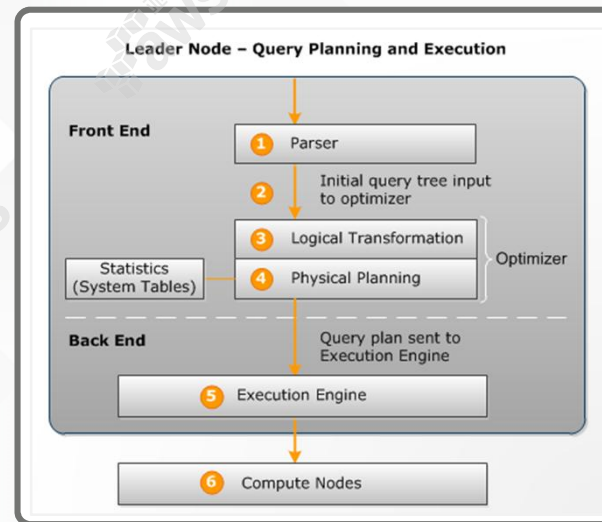 aws
Leader Node – Query Planning and Execution
Front End
1 Parser
2 Initial query tree input
to optimizer
3 Logical Transformation
Optimizer
Statistics
(System Tables)
4 Physical Planning
Back End
Query plan sent to
Execution Engine
5 Execution Engine
6 Compute Nodes